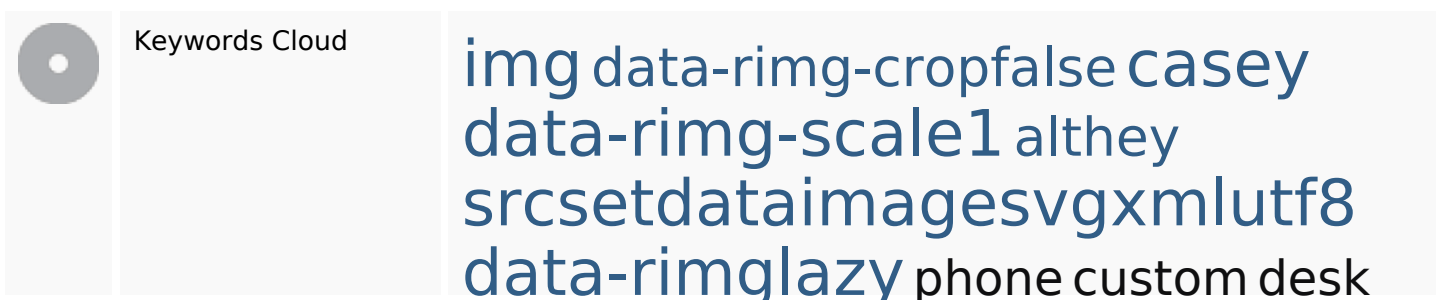 Keywords Cloud
img data-rimg-cropfalse casey
data-rimg-scale1 althey
srcsetdataimagesvgxmlutf8
data-rimglazy phone custom desk